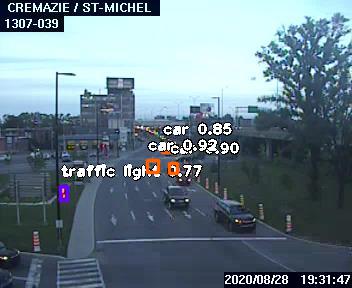 CREMAZIE / ST-MICHEL
1307-039
car 0.85
car 0.92
0.90
traffic light 0.77
2020/08/28 19:31:47